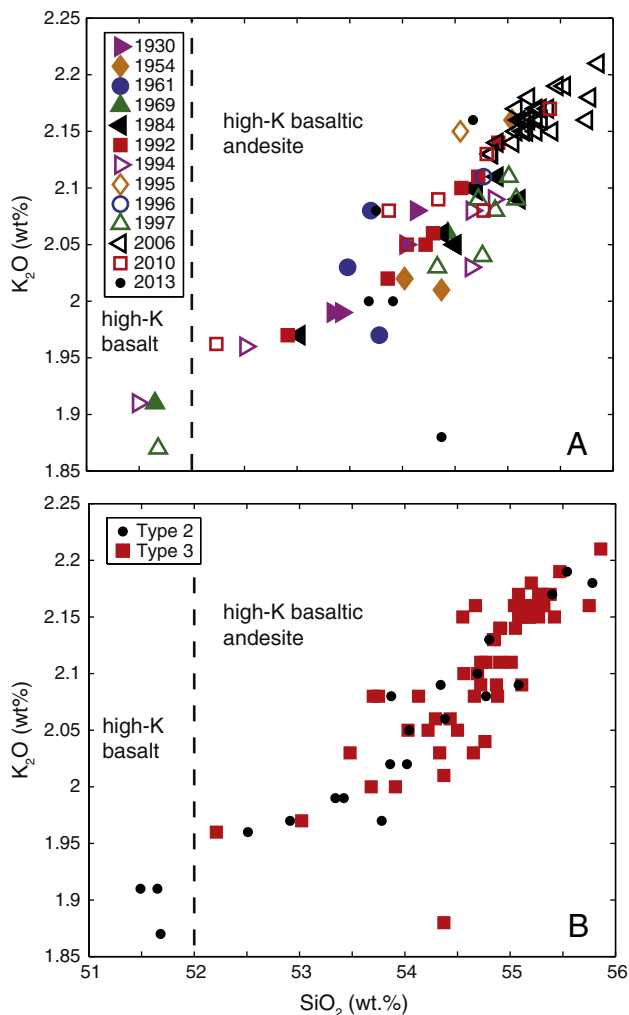 2.25
2.2
2.15
2.1
2.05
2
1.95
1.9
1.85
K₂O (wt%)
1930
1954
1961
1969
1984
1992
1994
1995
1996
1997
2006
2010
2013
high-K basaltic
andesite
high-K
basalt
A
2.25
2.2
2.15
2.1
2.05
2
1.95
1.9
1.85
K₂O (wt%)
Type 2
Type 3
high-K basaltic
andesite
high-K
basalt
B
51 52 53 54 55 56
SiO₂ (wt.%)